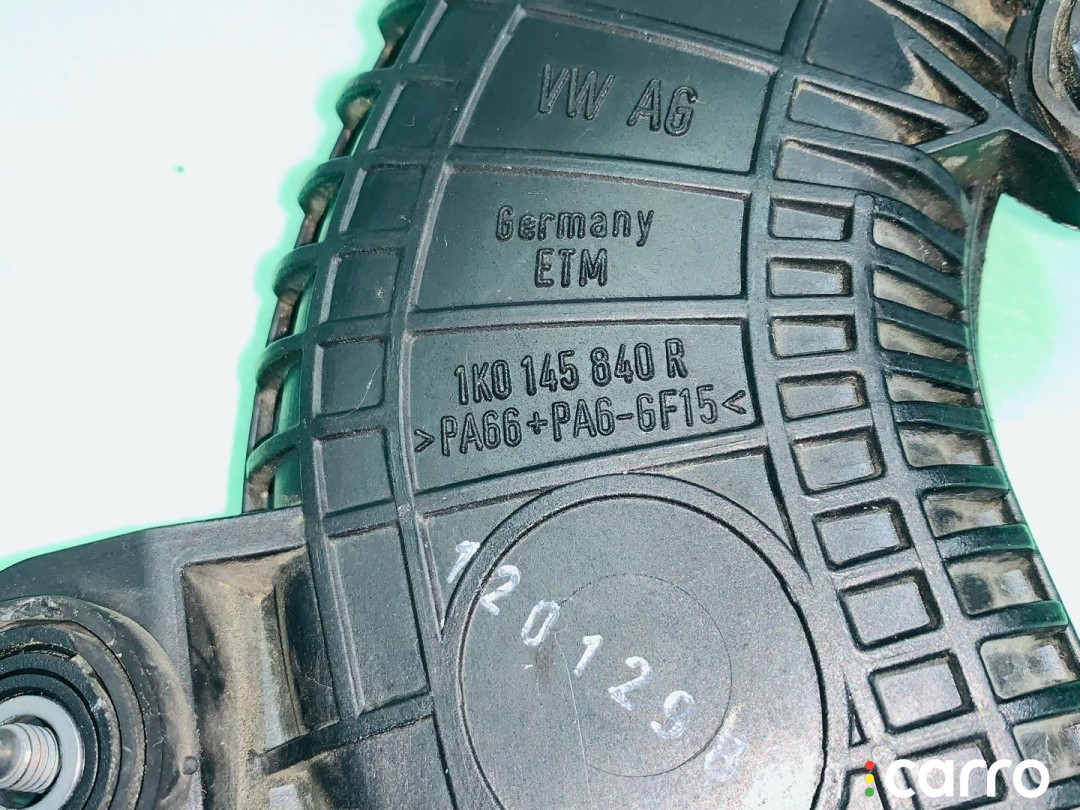 VW AG
Germany
ETM
1K0 145 840 R
>PA66+PA6-GF15<
1201298
carro